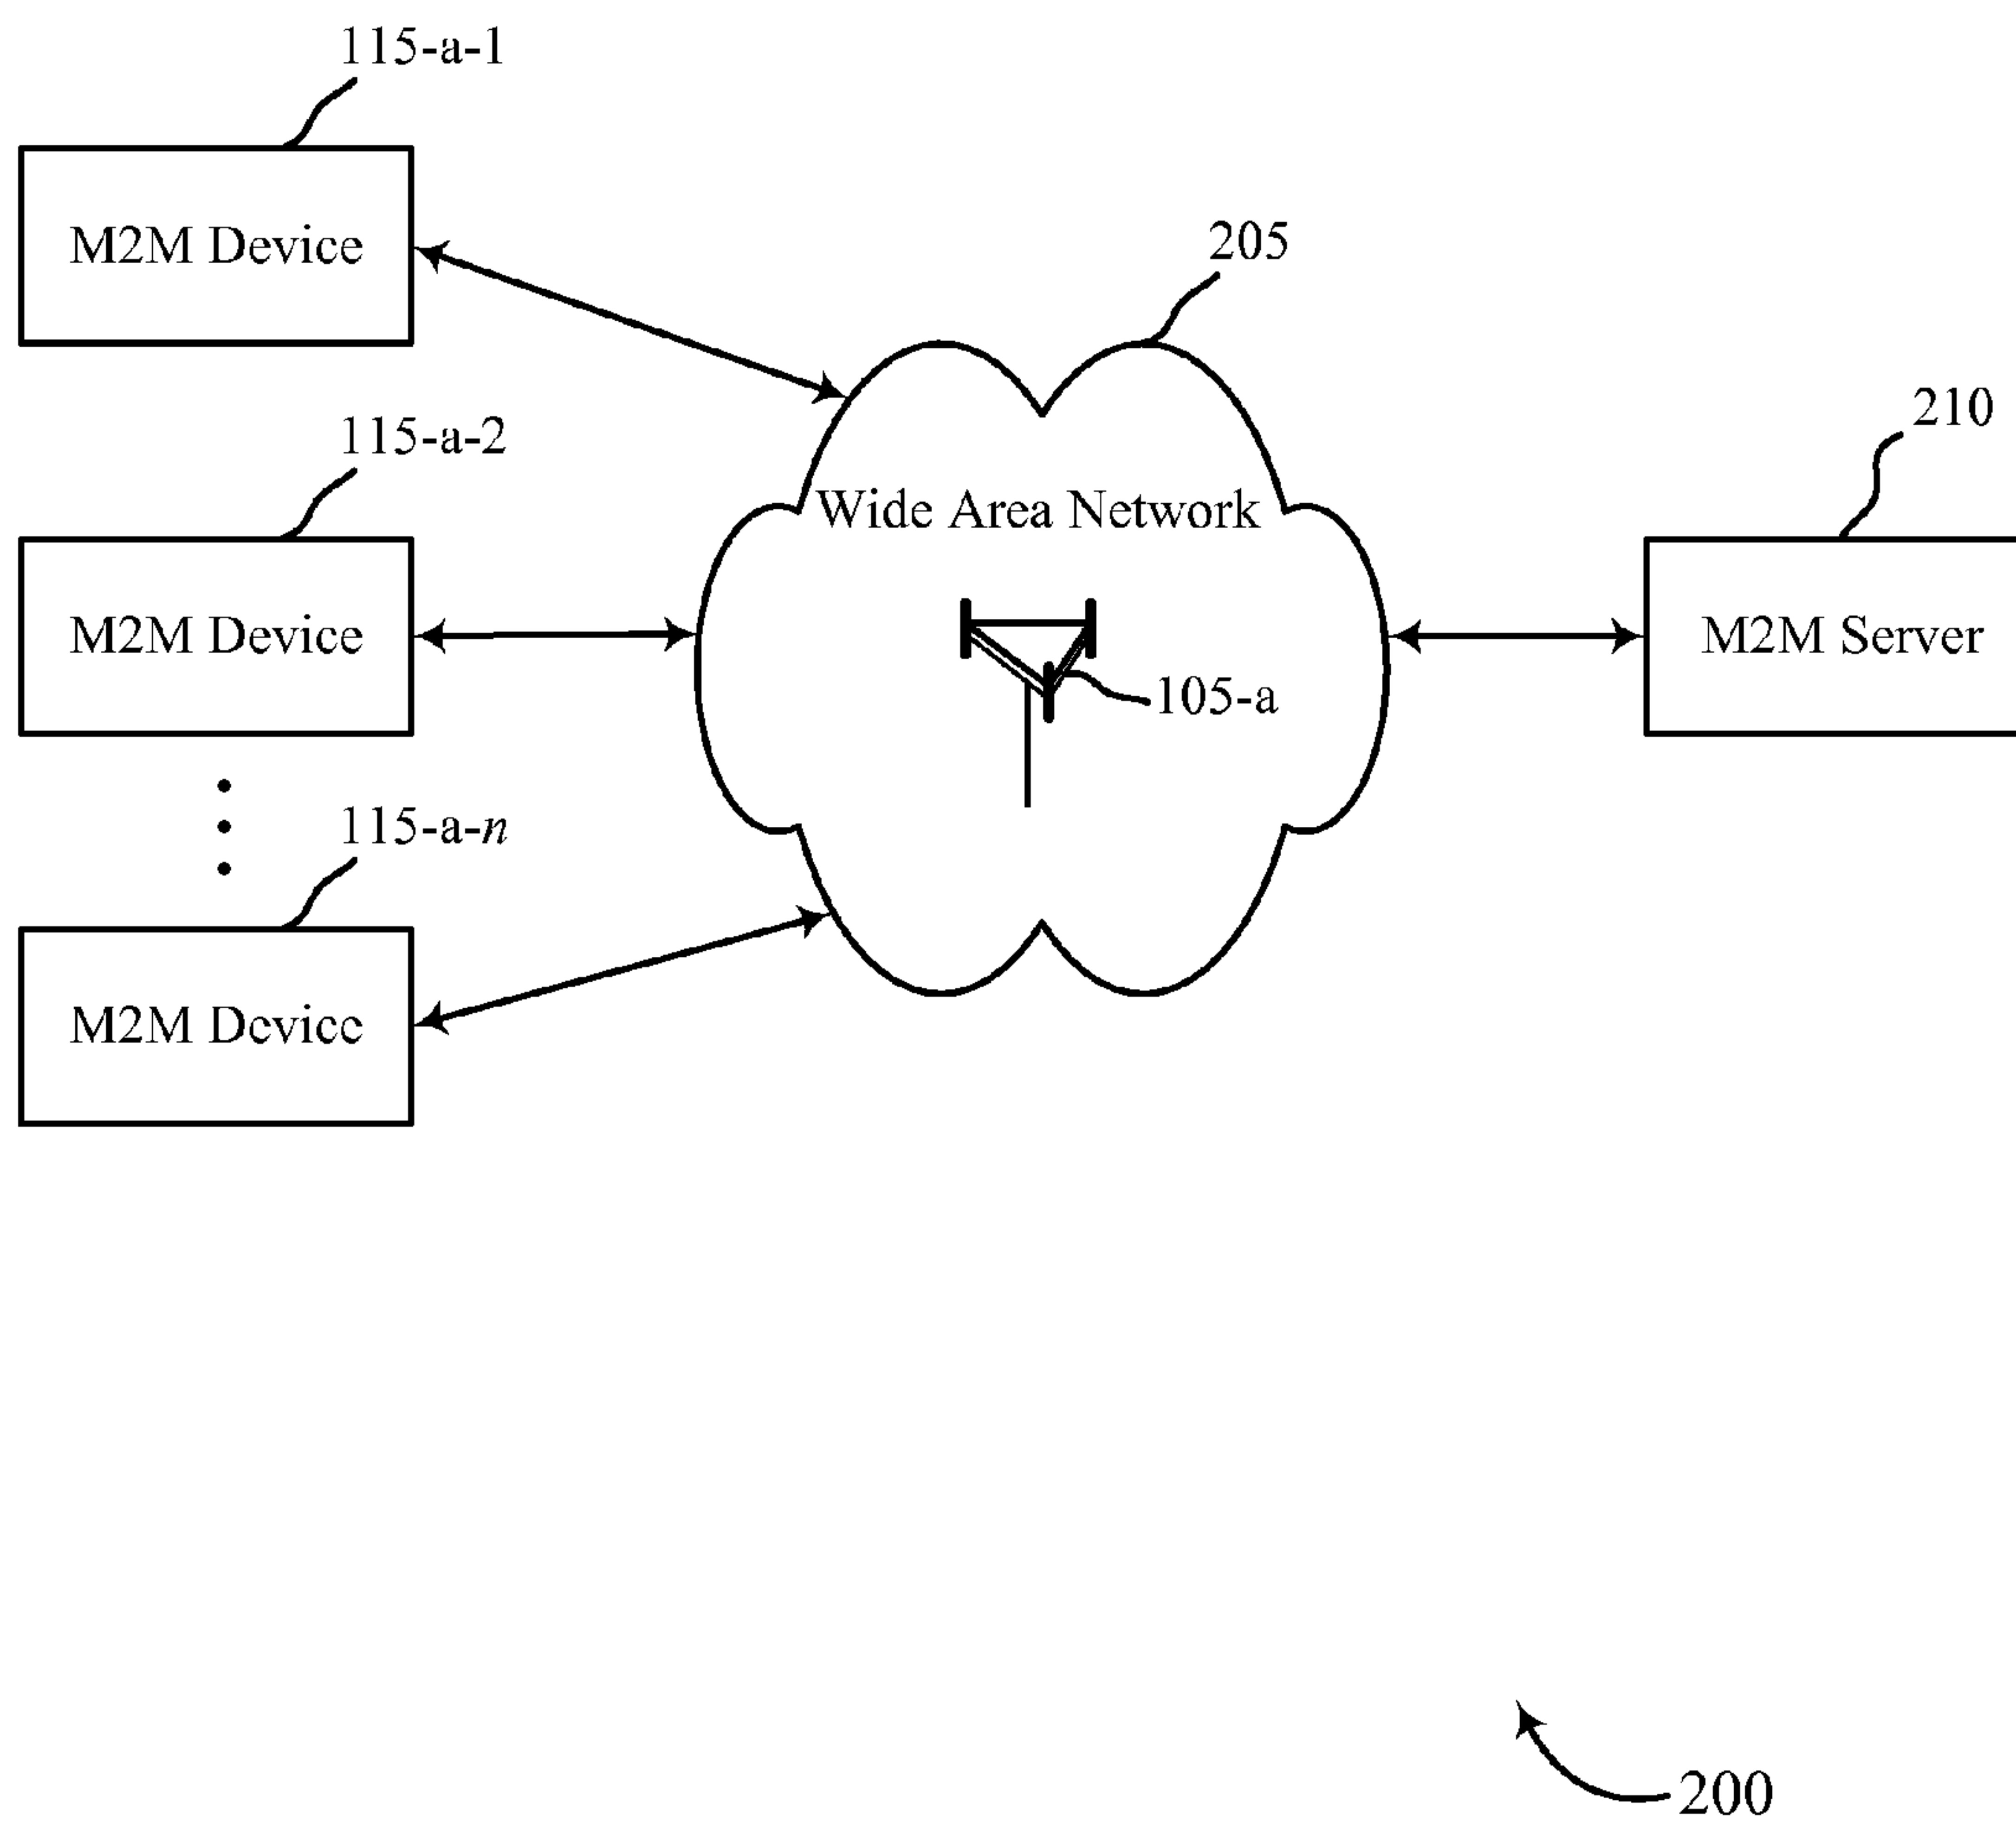 115-a-1
M2M Device
205
210
115-a-2
Wide Area Network
M2M Device
M2M Server
105-a
115-a-n
M2M Device
200